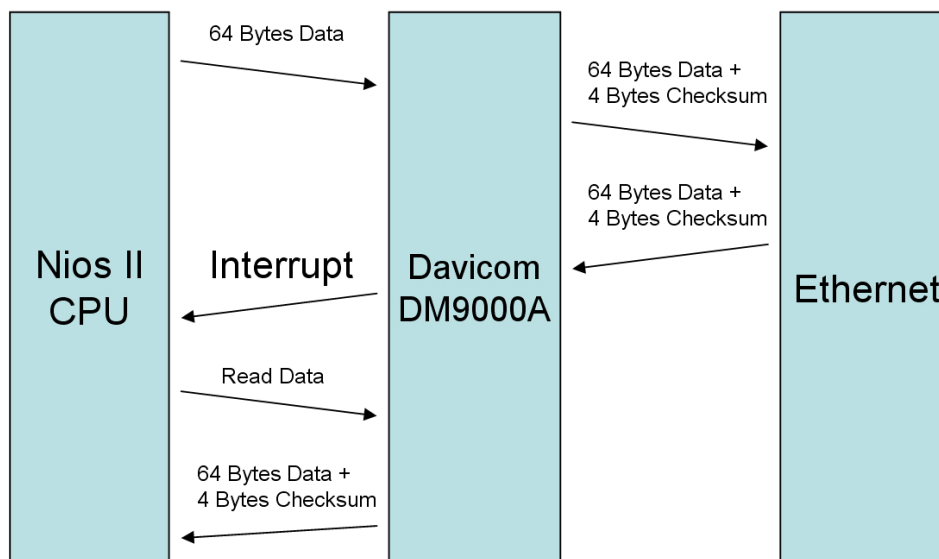 64 Bytes Data
64 Bytes Data +
4 Bytes Checksum
64 Bytes Data +
4 Bytes Checksum
Nios II
CPU
Interrupt
Davicom
DM9000A
Ethernet
Read Data
64 Bytes Data +
4 Bytes Checksum